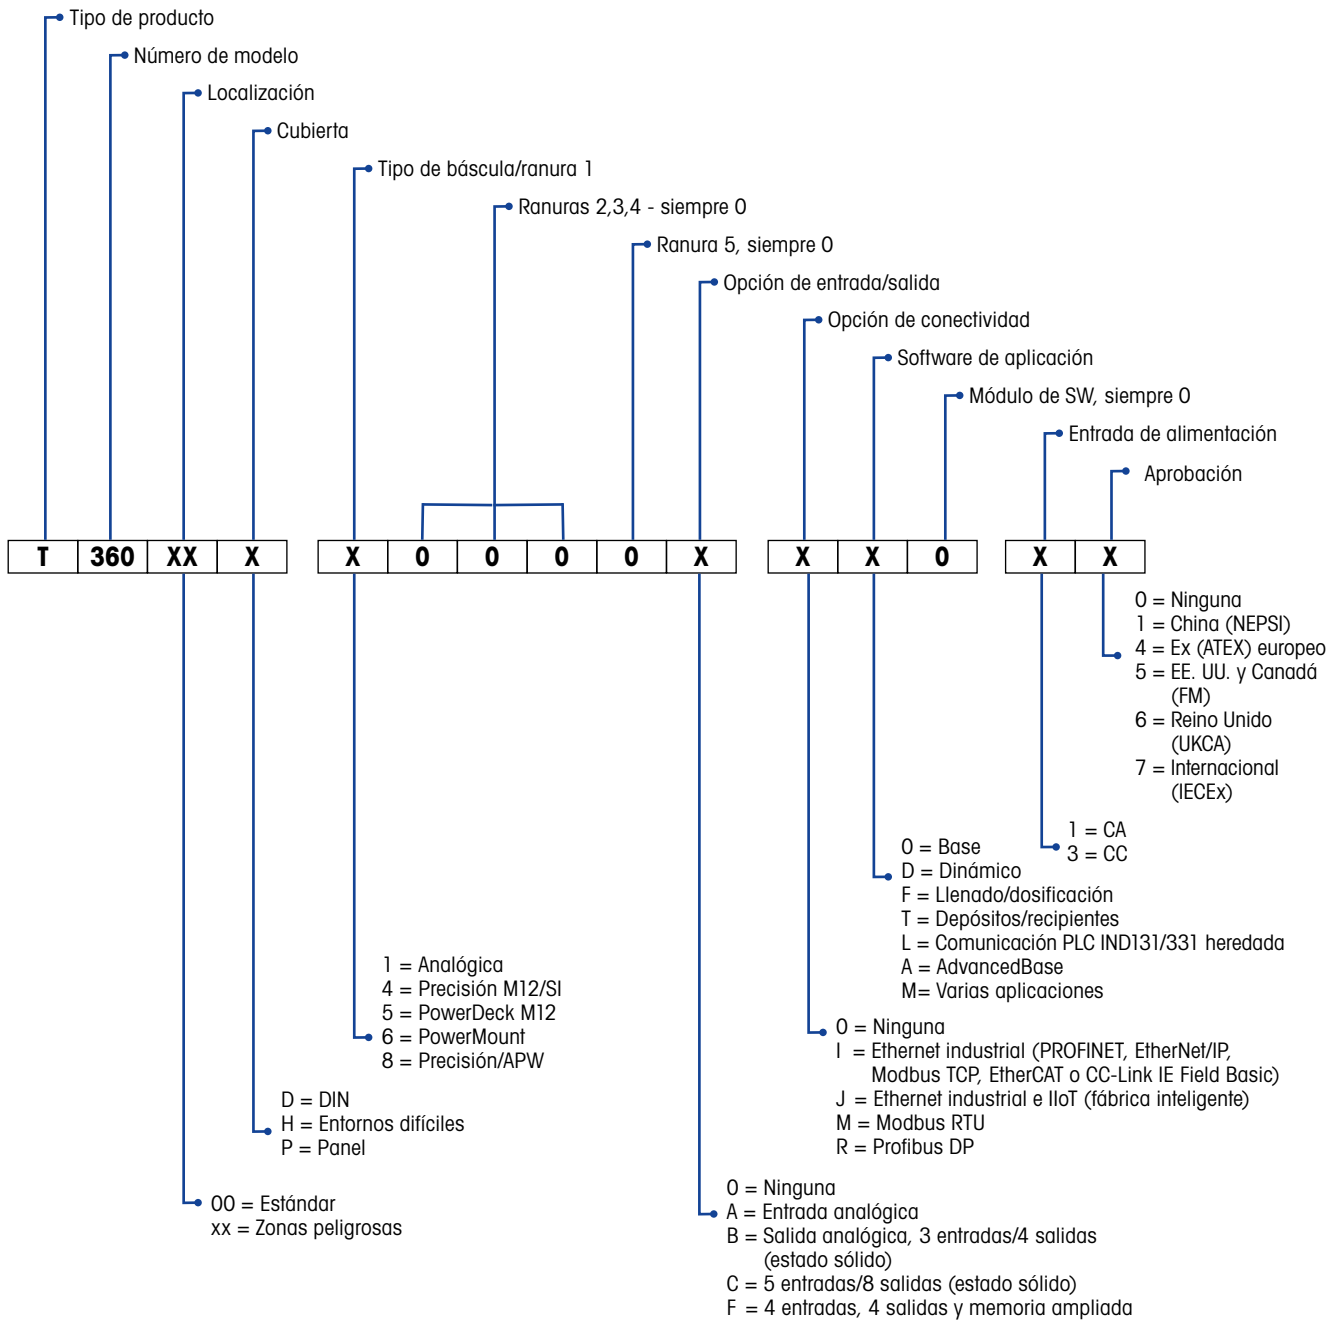 Tipo de producto
Número de modelo
Localización
Cubierta
Tipo de báscula/ranura 1
Ranuras 2,3,4 - siempre 0
Ranura 5, siempre 0
Opción de entrada/salida
Opción de conectividad
Software de aplicación
Módulo de SW, siempre 0
Entrada de alimentación
Aprobación
T 360 XX X X 0 0 0 0 X X X 0 X X
0 = Ninguna
1 = China (NEPSI)
4 = Ex (ATEX) europeo
5 = EE. UU. y Canadá
(FM)
6 = Reino Unido
(UKCA)
7 = Internacional
(IECEx)
1 = CA
3 = CC
0 = Base
D = Dinámico
F = Llenado/dosificación
T = Depósitos/recipientes
L = Comunicación PLC IND131/331 heredada
A = AdvancedBase
M= Varias aplicaciones
1 = Analógica
4 = Precisión M12/SI
5 = PowerDeck M12
6 = PowerMount
8 = Precisión/APW
0 = Ninguna
I = Ethernet industrial (PROFINET, EtherNet/IP,
Modbus TCP, EtherCAT o CC-Link IE Field Basic)
J = Ethernet industrial e IIoT (fábrica inteligente)
M = Modbus RTU
R = Profibus DP
D = DIN
H = Entornos difíciles
P = Panel
00 = Estándar
xx = Zonas peligrosas
0 = Ninguna
A = Entrada analógica
B = Salida analógica, 3 entradas/4 salidas
(estado sólido)
C = 5 entradas/8 salidas (estado sólido)
F = 4 entradas, 4 salidas y memoria ampliada